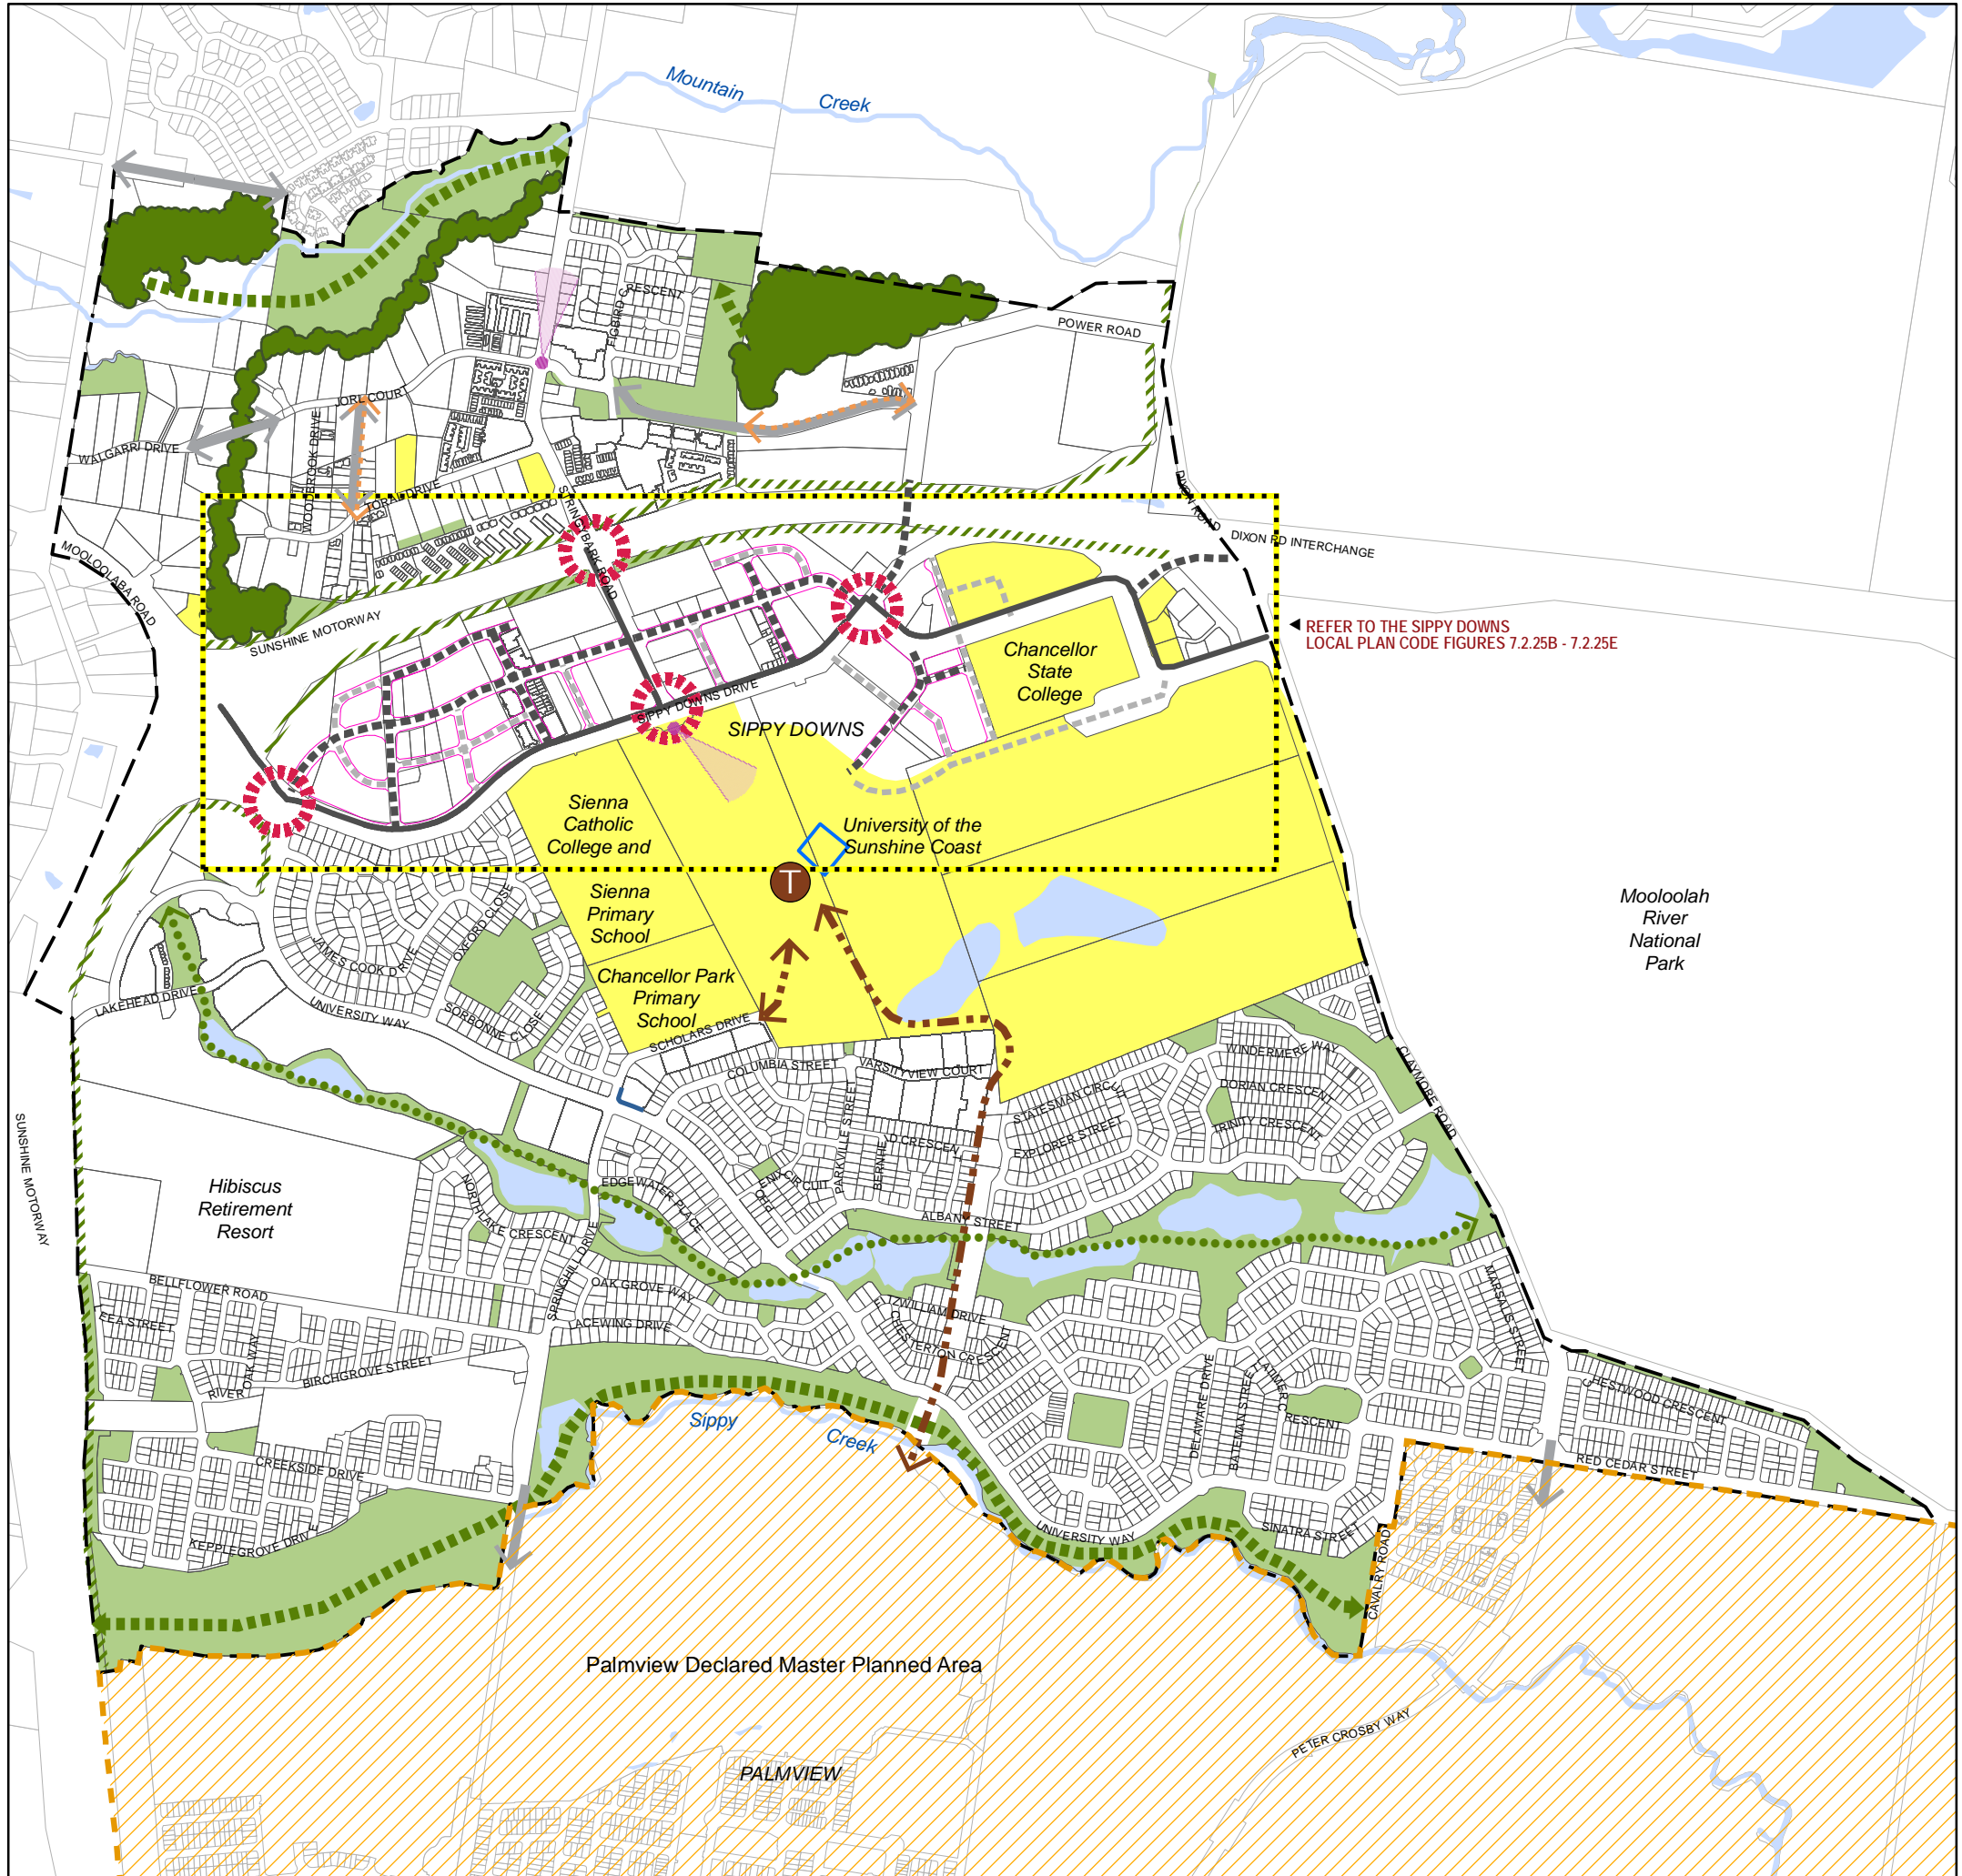 Mountain
Creek
CRESCENT
FIGBIRD
POWER ROAD
JORL COURT
WALGARRI DRIVE
WOODBROOK DRIVE
TORAL DRIVE
STRINGYBARK ROAD
DIXON ROAD
DIXON RD INTERCHANGE
MOOLOOLABA ROAD
SUNSHINE MOTORWAY
REFER TO THE SIPPY DOWNS
LOCAL PLAN CODE FIGURES 7.2.25B - 7.2.25E
Chancellor
State
College
SIPPY DOWNS DRIVE
SIPPY DOWNS
Sienna
Catholic
College and
University of the
Sunshine Coast
T
Sienna
Primary
School
Mooloolah
River
National
Park
OXFORD CLOSE
JAMES COOK DRIVE
Chancellor Park
Primary
School
LAKEHEAD DRIVE
UNIVERSITY WAY
SORBONNE CLOSE
SCHOLARS DRIVE
COLUMBIA STREET
VARSITYVIEW COURT
WINDERMERE WAY
DORIAN CRESCENT
CLAYMORE ROAD
STATESMAN CIRCUIT
TRINITY CRESCENT
EXPLORER STREET
PARKVILLE STREET
SUNSHINE MOTORWAY
Hibiscus
Retirement
Resort
EDGEWATER PLACE
NORTHLAKE CRESCENT
ALBANY STREET
SPRINGHILL DRIVE
OAK GROVE WAY
BELLFLOWER ROAD
LACEWING DRIVE
FITZWILLIAM DRIVE
CHESTERTON CRESCENT
MARSALIS STREET
BIRCHGROVE STREET
RIVER OAK WAY
DELAWARE DRIVE
BATEMAN STREET
LATIMER CRESCENT
CHESTWOOD CRESCENT
Sippy
Creek
CREEKSIDE DRIVE
RED CEDAR STREET
KEPPLEGROVE DRIVE
UNIVERSITY WAY
SINATRA STREET
CAVALRY ROAD
Palmview Declared Master Planned Area
PETER CROSBY WAY
PALMVIEW